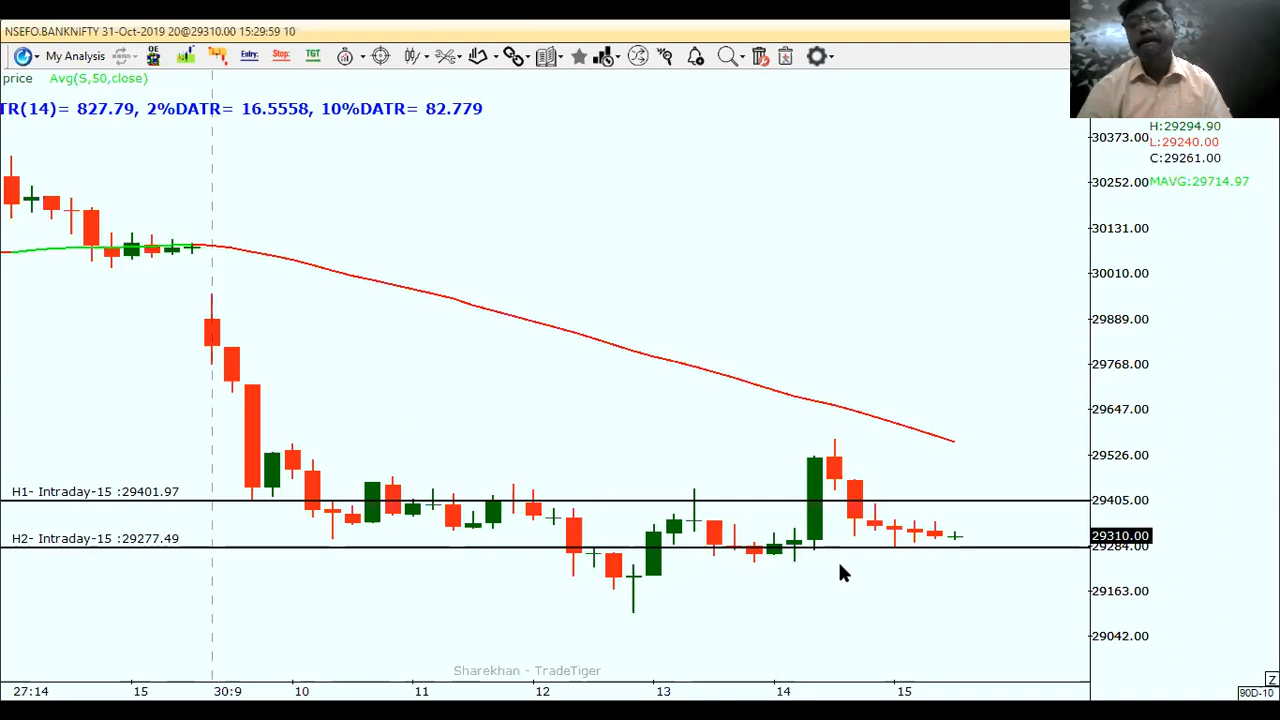 NSEFO.BANKNIFTY 31-Oct-2019 20@29310.00 15:29:59 10
My Analysis
OE
Entry:
Stop:
TGT
price Avg(S,50,close)
TR(14)= 827.79, 2%DATR= 16.5558, 10%DATR= 82.779
H:29294.90
L:29240.00
C:29261.00
MAVG:29714.97
30373.00
30252.00
30131.00
30010.00
29889.00
29768.00
29647.00
29526.00
29405.00
H1- Intraday-15 :29401.97
29310.00
H2- Intraday-15 :29277.49
29284.00
29163.00
29042.00
Sharekhan - TradeTiger
27:14 15 30:9 10 11 12 13 14 15
Z
90D-10